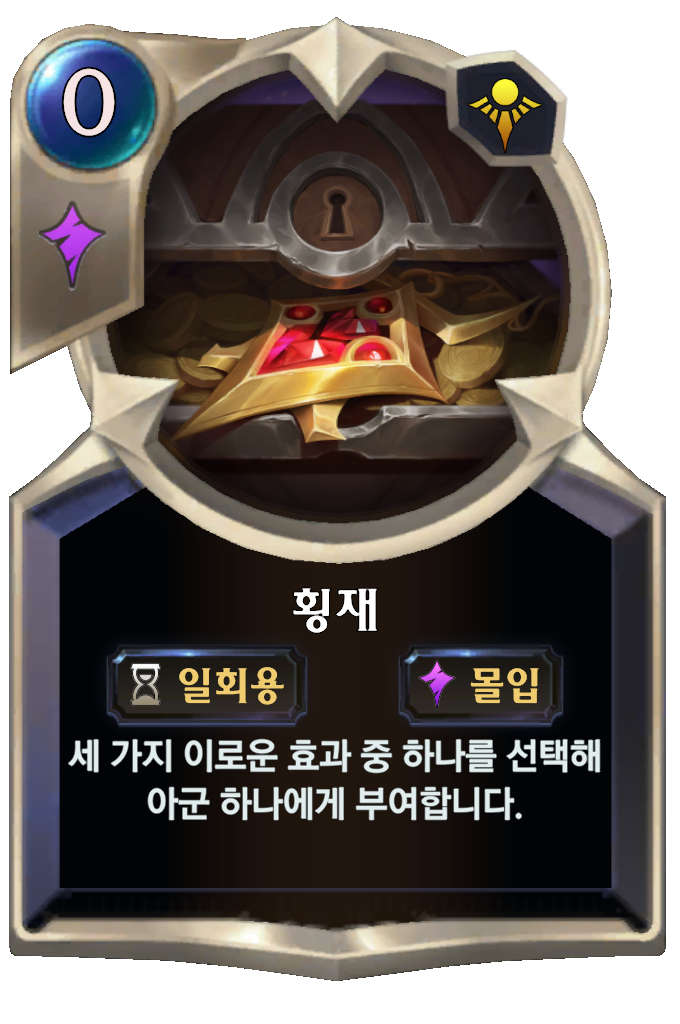 0
횡재
일회용 몰입
세 가지 이로운 효과 중 하나를 선택해
아군 하나에게 부여합니다.